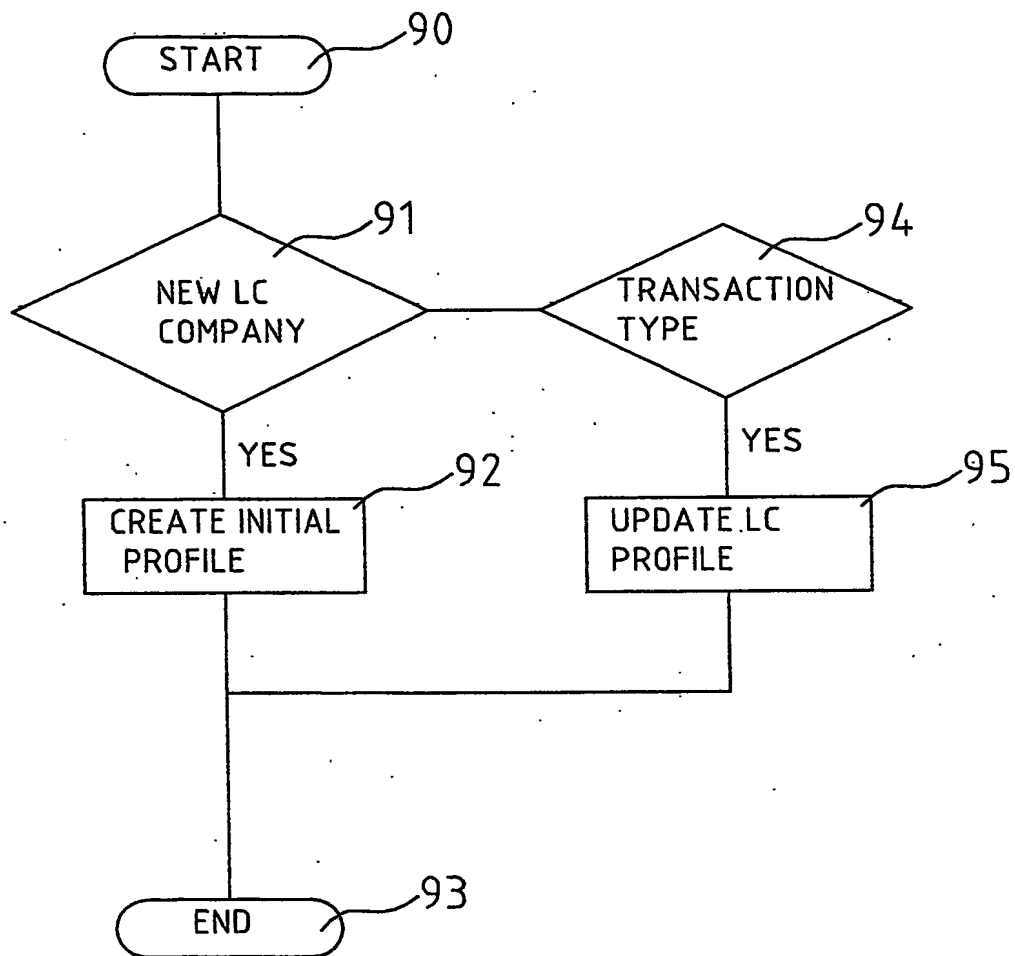 START
90
91
NEW LC
COMPANY
94
TRANSACTION
TYPE
YES
YES
92
CREATE INITIAL
PROFILE
95
UPDATE LC
PROFILE
END
93